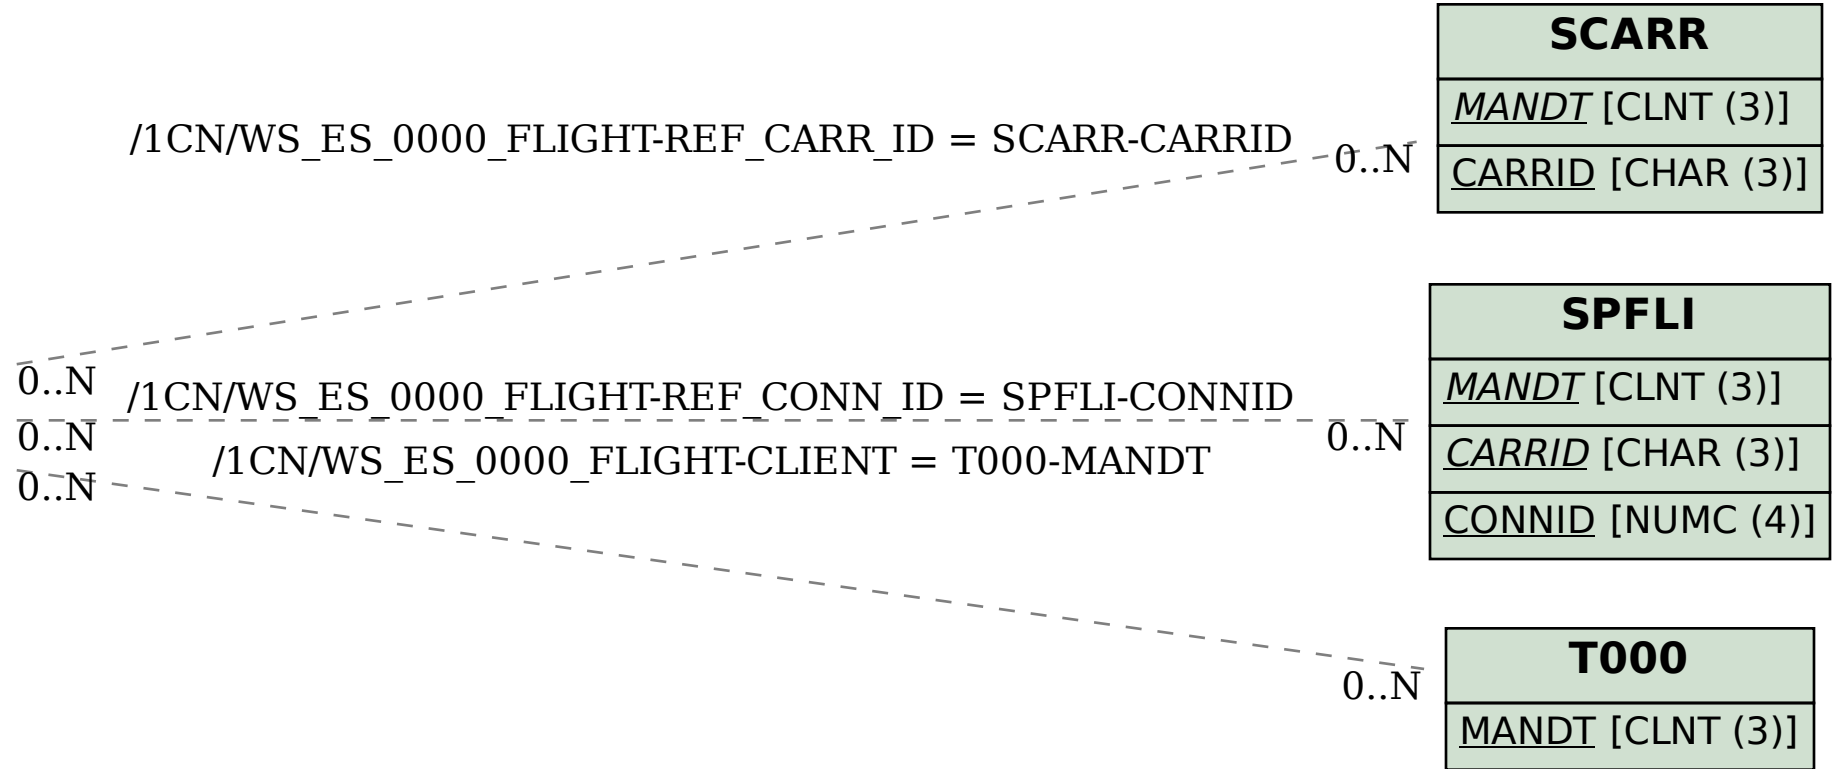 SCARR
MANDT [CLNT (3)]
CARRID [CHAR (3)]
/1CN/WS_ES_0000_FLIGHT-REF_CARR_ID = SCARR-CARRID
0..N
0..N
/1CN/WS_ES_0000_FLIGHT-REF_CONN_ID = SPFLI-CONNID
0..N
0..N
SPFLI
MANDT [CLNT (3)]
CARRID [CHAR (3)]
CONNID [NUMC (4)]
/1CN/WS_ES_0000_FLIGHT-CLIENT = T000-MANDT
0..N
0..N
T000
MANDT [CLNT (3)]